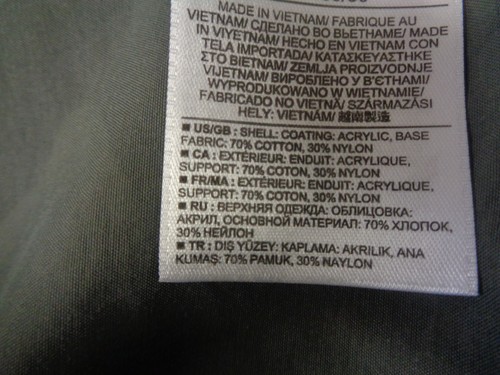 MADE IN VIETNAM/ FABRIQUE AU
VIETNAM/ СДЕЛАНО ВО ВЬЕТНАМЕ/ MADE
IN VIYETNAM/ HECHO EN VIETNAM CON
TELA IMPORTADA/ ΚΑΤΑΣΚΕΥΑΣΤΗΚΕ
ΣΤΟ ΒΙΕΤΝΑΜ/ ZEMLJA PROIZVODNJE
VIJETNAM/ ВИРОБЛЕНО У В'ЄТНАМІ/
WYPRODUKOWANO W WIETNAMIE/
FABRICADO NO VIETNÃ/ SZÁRMAZÁSI
HELY: VIETNÁM/ 越南製造
■ US/GB : SHELL: COATING: ACRYLIC, BASE
FABRIC: 70% COTTON, 30% NYLON
■ CA : EXTÉRIEUR: ENDUIT: ACRYLIQUE,
SUPPORT: 70% COTON, 30% NYLON
■ FR/MA : EXTÉRIEUR: ENDUIT: ACRYLIQUE,
SUPPORT: 70% COTON, 30% NYLON
■ RU : ВЕРХНЯЯ ОДЕЖДА: ОБЛИЦОВКА:
АКРИЛ, ОСНОВНОЙ МАТЕРИАЛ: 70% ХЛОПОК,
30% НЕЙЛОН
■ TR : DIŞ YÜZEY: KAPLAMA: AKRILIK, ANA
KUMAŞ: 70% PAMUK, 30% NAYLON